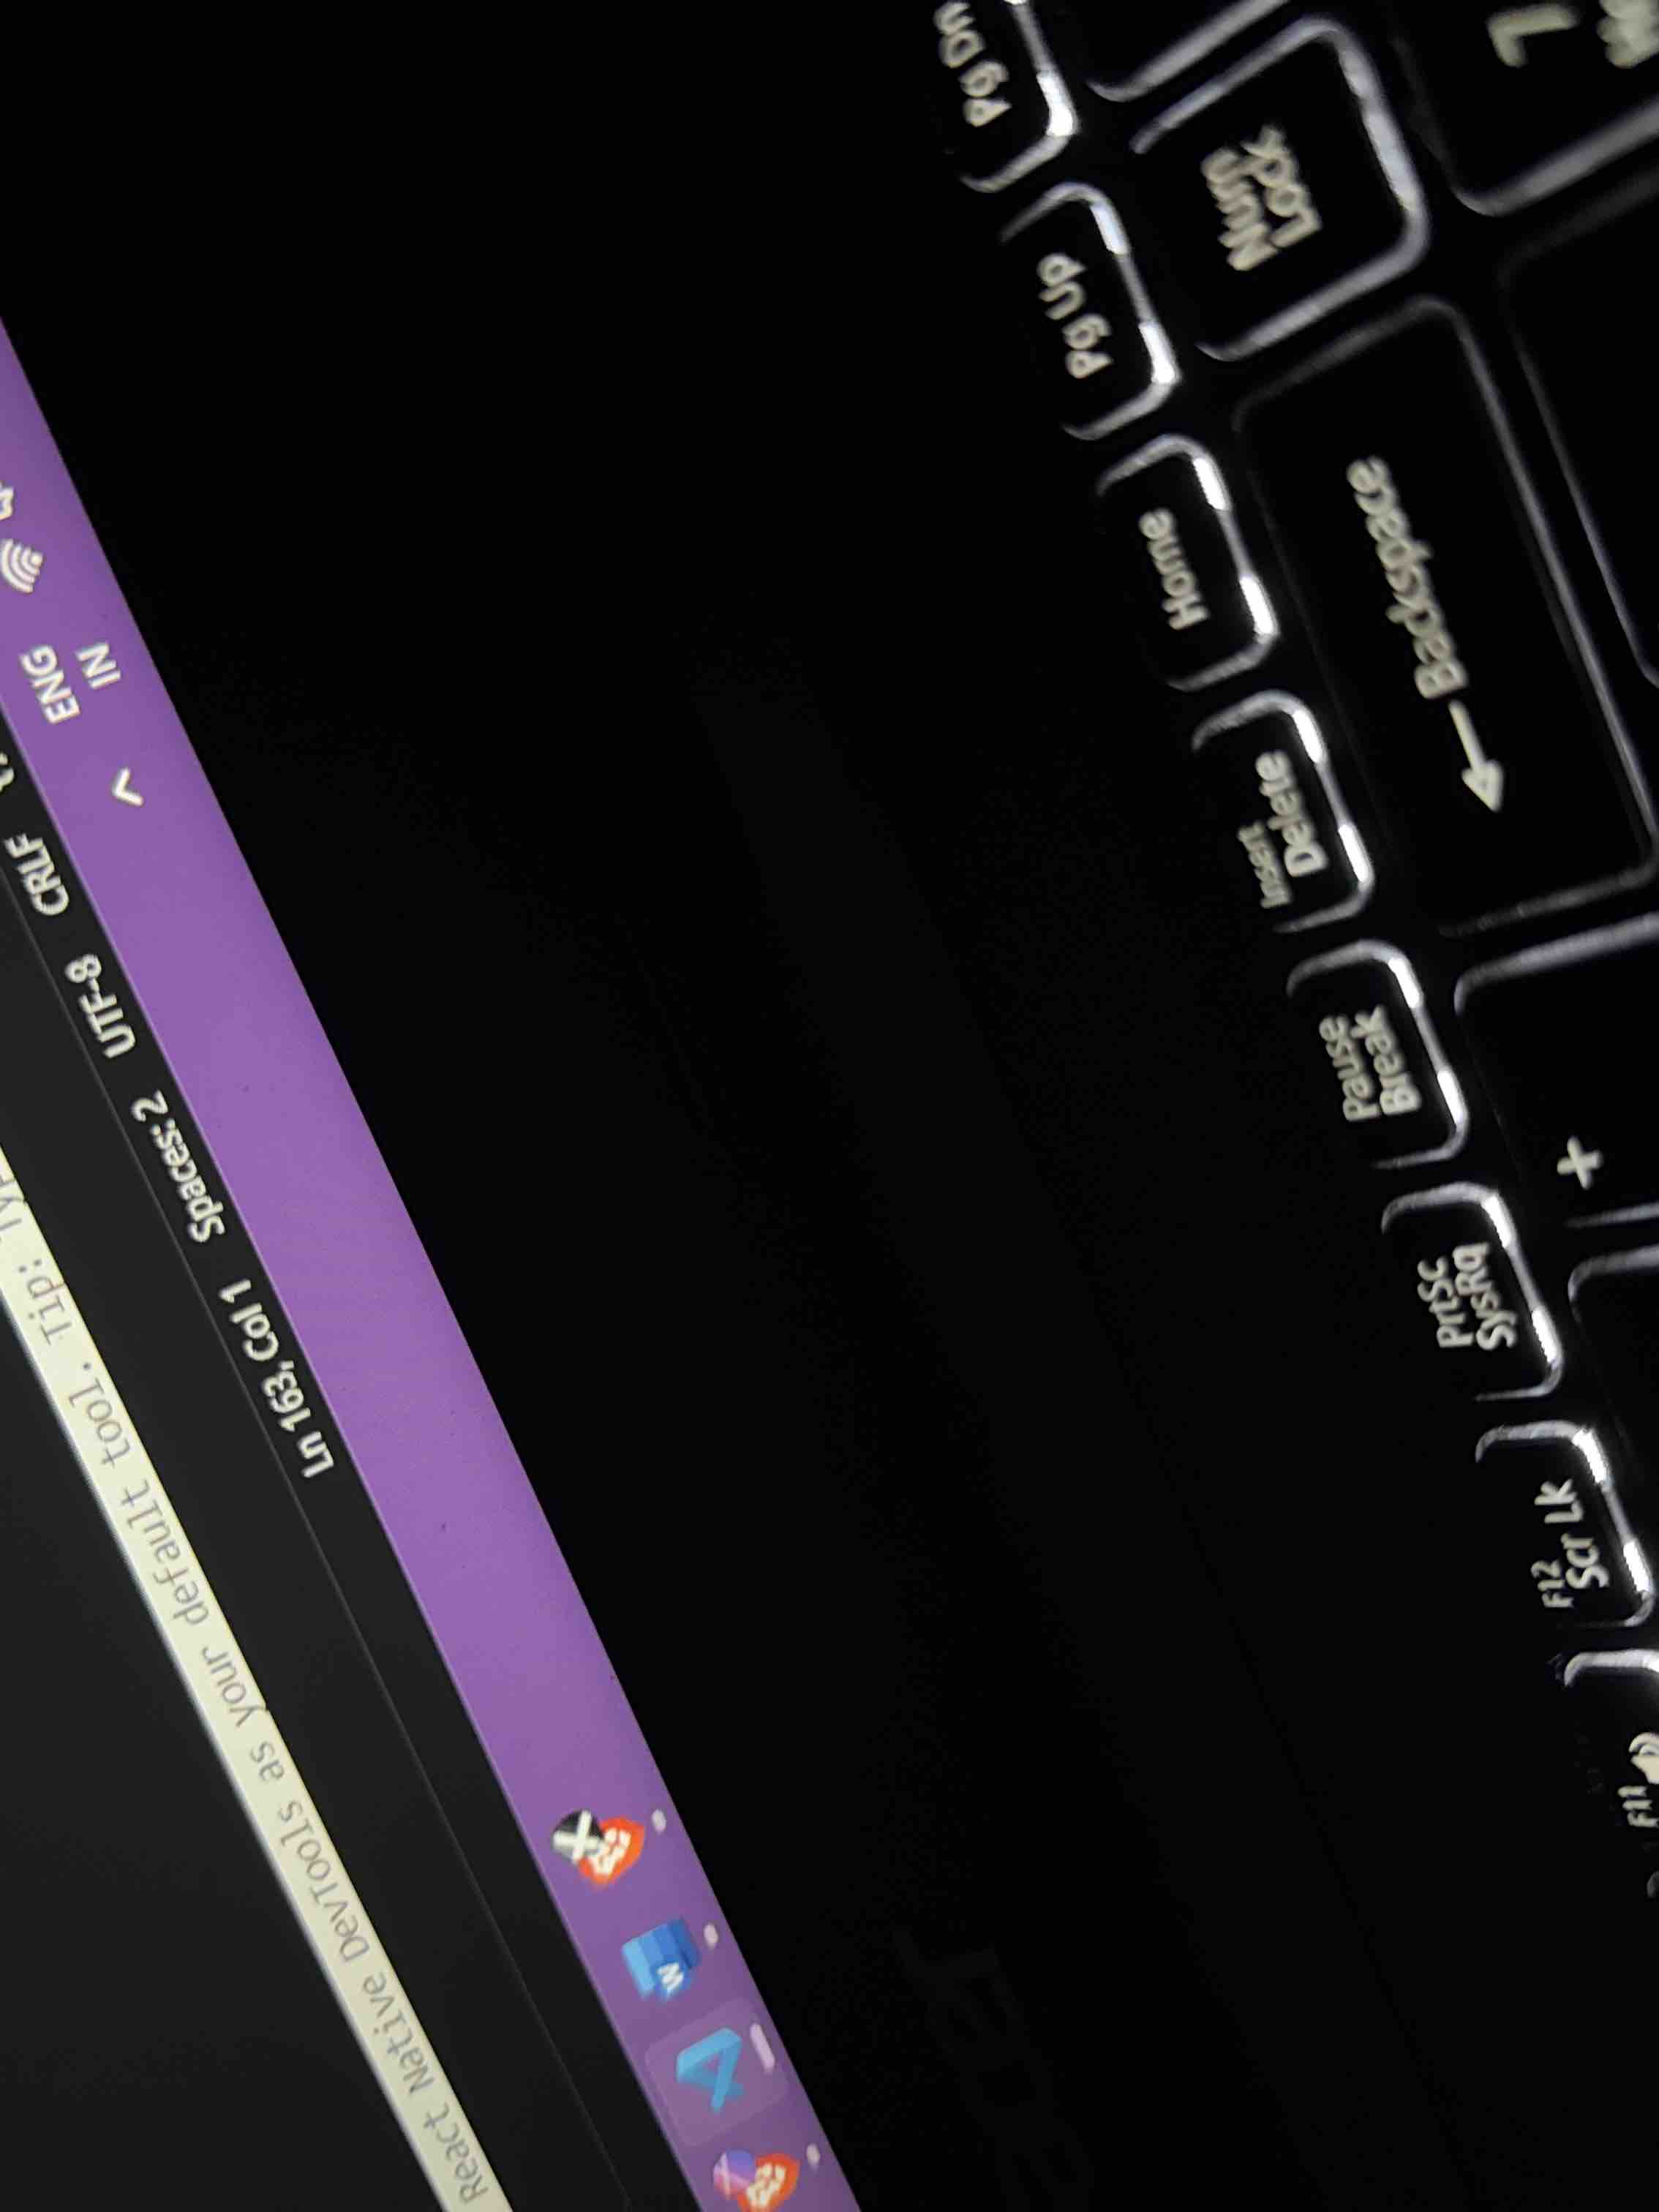 React Native DevTools as your default tool. Tip:
Ln 163, Col 1 Spaces: 2 UTF-8 CRLF
ENG
IN
W
acer
Pg Dn
Pg Up
Home
Insert
Delete
Pause
Break
PrtSc
SysRq
F12
Scr Lk
F11
Num
Lock
← Backspace
+
7